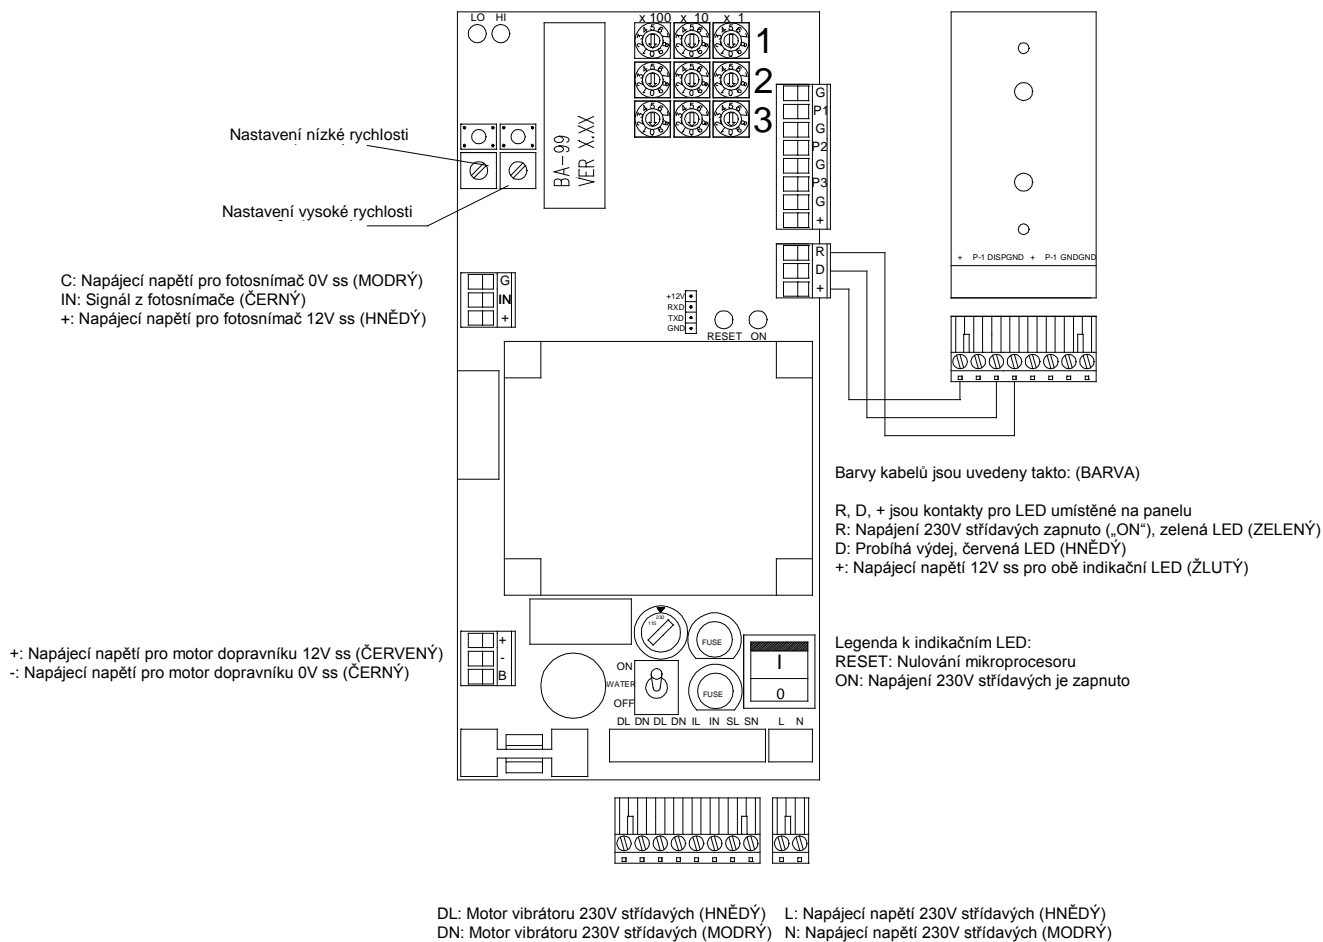 LO HI
x 100 x 10 x 1
1
2
3
BA-99
VER X.XX
G
P1
G
P2
G
P3
G
+
R
D
+
Nastavení nízké rychlosti
Nastavení vysoké rychlosti
C: Napájecí napětí pro fotosnímač 0V ss (MODRÝ)
IN: Signál z fotosnímače (ČERNÝ)
+: Napájecí napětí pro fotosnímač 12V ss (HNĚDÝ)
G
IN
+
+12V
RXD
TXD
GND
RESET ON
+ P-1 DISPGND + P-1 GNDGND
Barvy kabelů jsou uvedeny takto: (BARVA)
R, D, + jsou kontakty pro LED umístěné na panelu
R: Napájení 230V střídavých zapnuto („ON“), zelená LED (ZELENÝ)
D: Probíhá výdej, červená LED (HNĚDÝ)
+: Napájecí napětí 12V ss pro obě indikační LED (ŽLUTÝ)
+: Napájecí napětí pro motor dopravníku 12V ss (ČERVENÝ)
-: Napájecí napětí pro motor dopravníku 0V ss (ČERNÝ)
+
-
B
115 230
FUSE
FUSE
ON
WATER
OFF
I
0
Legenda k indikačním LED:
RESET: Nulování mikroprocesoru
ON: Napájení 230V střídavých je zapnuto
DL DN DL DN IL IN SL SN L N
DL: Motor vibrátoru 230V střídavých (HNĚDÝ) L: Napájecí napětí 230V střídavých (HNĚDÝ)
DN: Motor vibrátoru 230V střídavých (MODRÝ) N: Napájecí napětí 230V střídavých (MODRÝ)